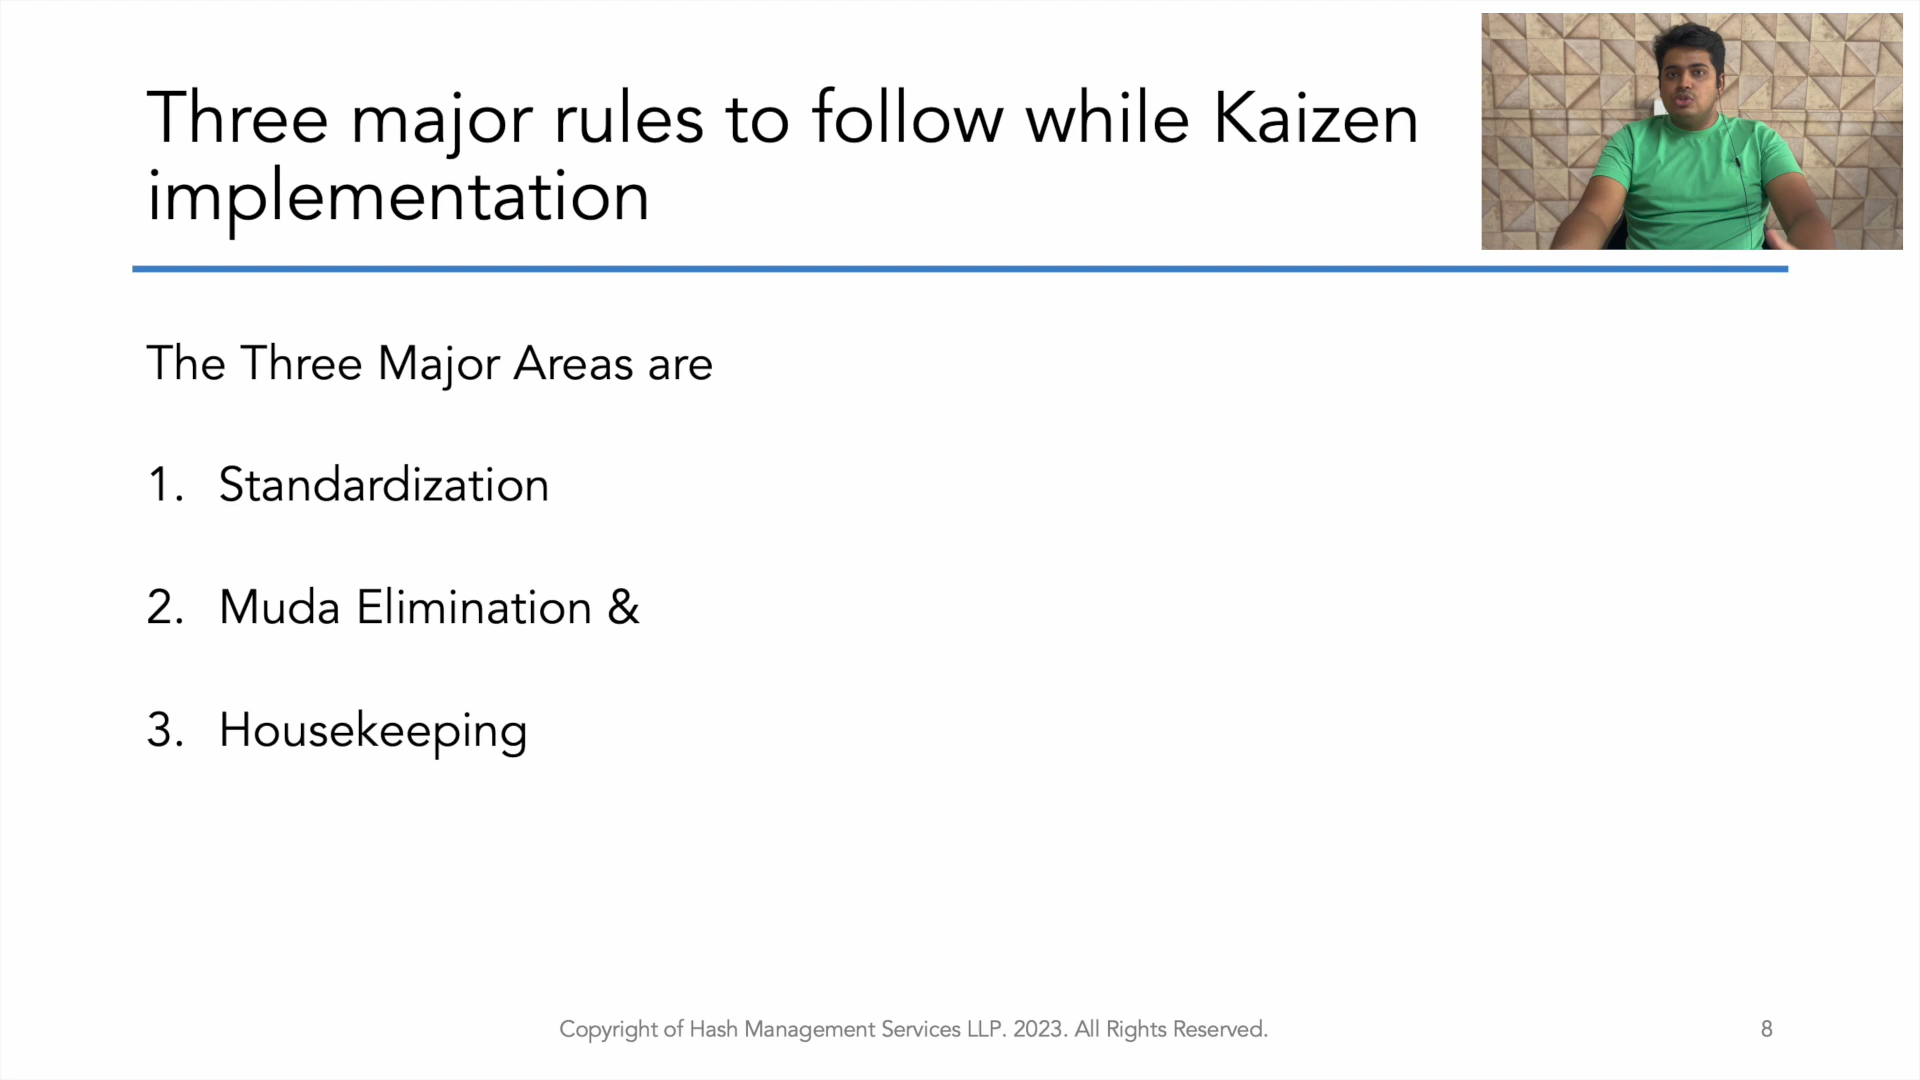 Three major rules to follow while Kaizen
implementation
The Three Major Areas are
1. Standardization
2. Muda Elimination &
3. Housekeeping
Copyright of Hash Management Services LLP. 2023. All Rights Reserved.
8